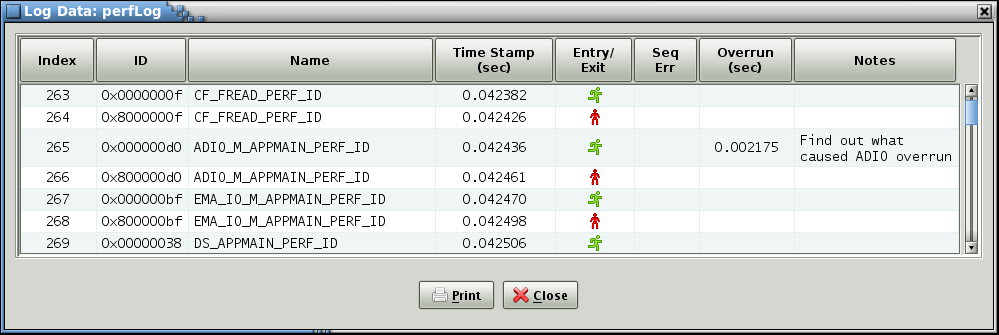 Log Data: perfLog
Index ID Name Time Stamp (sec) Entry/ Exit Seq Err Overrun (sec) Notes
263 0x0000000f CF_FREAD_PERF_ID 0.042382
264 0x8000000f CF_FREAD_PERF_ID 0.042426
265 0x000000d0 ADIO_M_APPMAIN_PERF_ID 0.042436 0.002175 Find out what
caused ADIO overrun
266 0x800000d0 ADIO_M_APPMAIN_PERF_ID 0.042461
267 0x000000bf EMA_IO_M_APPMAIN_PERF_ID 0.042470
268 0x800000bf EMA_IO_M_APPMAIN_PERF_ID 0.042498
269 0x00000038 DS_APPMAIN_PERF_ID 0.042506
Print Close